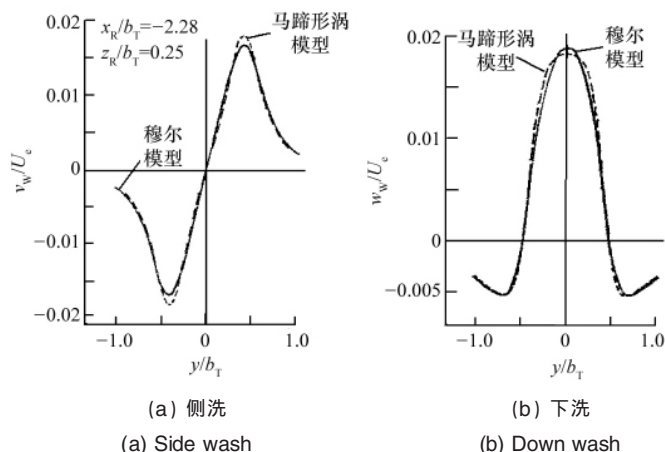 0.02
x_R/b_T=−2.28
z_R/b_T=0.25
马蹄形涡
模型
0.01
穆尔
模型
0
v_W/U_e
−0.01
−0.02
−1.0 0 1.0
y/b_T
(a) 侧洗
(a) Side wash
0.02
马蹄形涡
模型
穆尔
模型
0.01
w_W/U_e
0
−0.005
−1.0 0 1.0
y/b_T
(b) 下洗
(b) Down wash